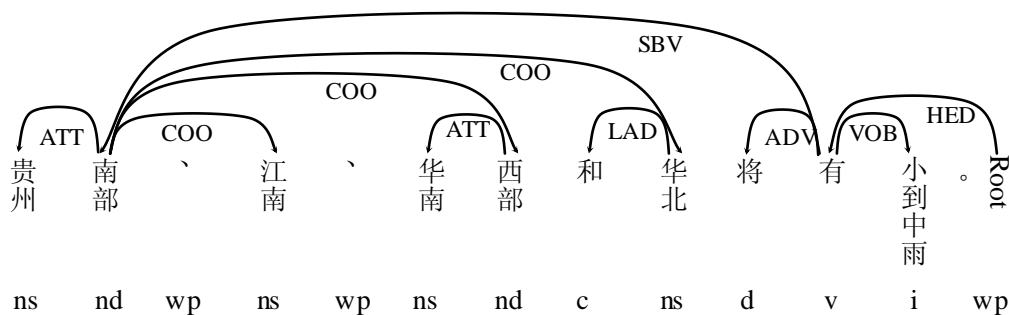 SBV
COO
COO
HED
ATT
COO
ATT
LAD
ADV
VOB
贵州 南部 、 江南 、 华南 西部 和 华北 将 有 小到中雨 。 Root
ns nd wp ns wp ns nd c ns d v i wp